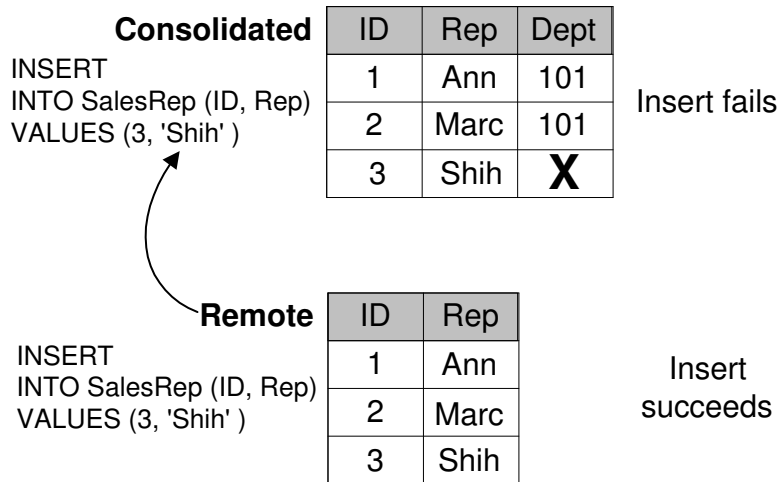 Consolidated
INSERT
INTO SalesRep (ID, Rep)
VALUES (3, 'Shih' )
ID Rep Dept
1 Ann 101
2 Marc 101
3 Shih X
Insert fails
Remote
INSERT
INTO SalesRep (ID, Rep)
VALUES (3, 'Shih' )
ID Rep
1 Ann
2 Marc
3 Shih
Insert
succeeds